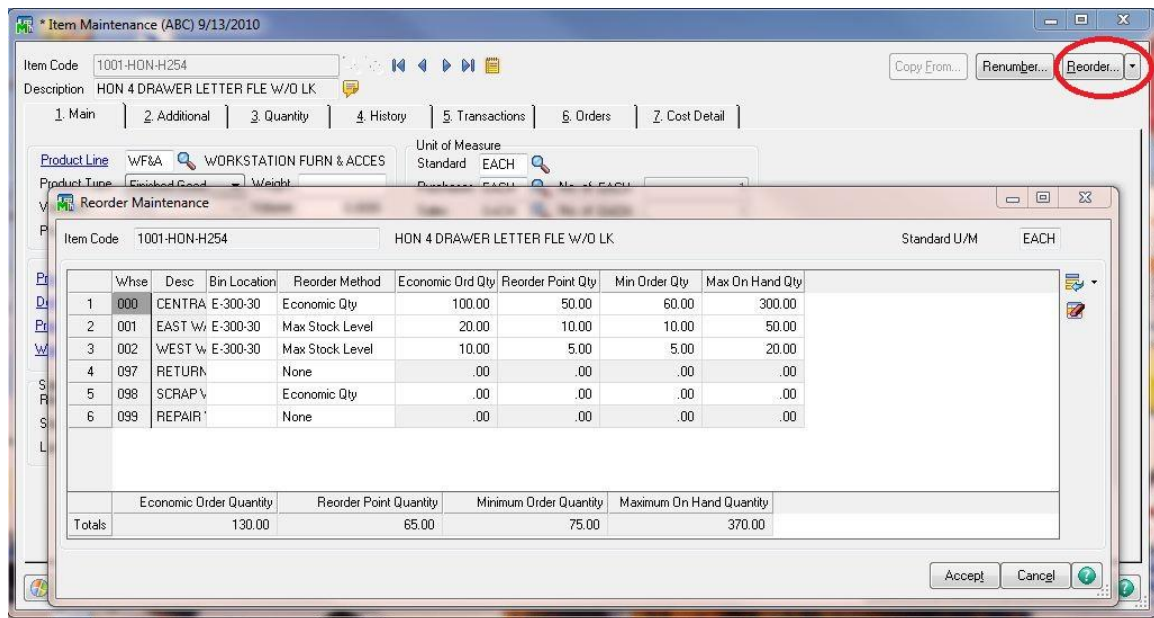 * Item Maintenance (ABC) 9/13/2010
Item Code 1001-HON-H254 Copy From... Renumber... Reorder...
Description HON 4 DRAWER LETTER FLE W/O LK
1. Main 2. Additional 3. Quantity 4. History 5. Transactions 6. Orders 7. Cost Detail
Unit of Measure
Product Line WF&A WORKSTATION FURN & ACCES Standard EACH
Product Type Finished Good Weight
Reorder Maintenance
Item Code 1001-HON-H254 HON 4 DRAWER LETTER FLE W/O LK Standard U/M EACH
Whse Desc Bin Location Reorder Method Economic Ord Qty Reorder Point Qty Min Order Qty Max On Hand Qty
1 000 CENTRA E-300-30 Economic Qty 100.00 50.00 60.00 300.00
2 001 EAST W E-300-30 Max Stock Level 20.00 10.00 10.00 50.00
3 002 WEST W E-300-30 Max Stock Level 10.00 5.00 5.00 20.00
4 097 RETURN None .00 .00 .00 .00
5 098 SCRAP Economic Qty .00 .00 .00 .00
6 099 REPAIR None .00 .00 .00 .00
Economic Order Quantity Reorder Point Quantity Minimum Order Quantity Maximum On Hand Quantity
Totals 130.00 65.00 75.00 370.00
Accept Cancel